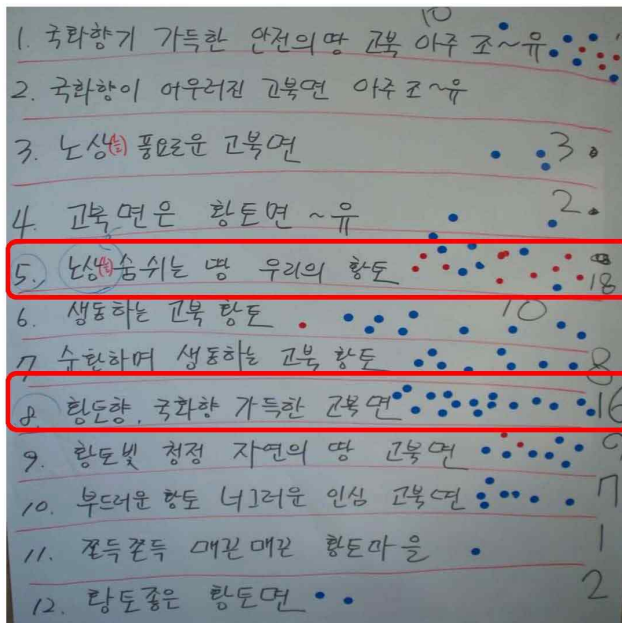 10
1. 국화향기 가득한 안전의땅 고북 아주 조~유
2. 국화향이 어우러진 고북면 아주 조~유
3. 노상(늘) 풍요로운 고북면 3
4. 고북면은 황토면 ~유 2
5. 노상(늘)숨쉬는 땅 우리의 황토 18
6. 생동하는 고북 황토 10
7 순환하며 생동하는 고북 황토 8
8. 황토향, 국화향 가득한 고북면 16
9. 황토빛 청정 자연의 땅 고북면 9
10. 부드러운 황토 너그러운 인심 고북면 7
11. 쫀득쫀득 매끈매끈 황토마을 1
12. 황토좋은 황토면 2